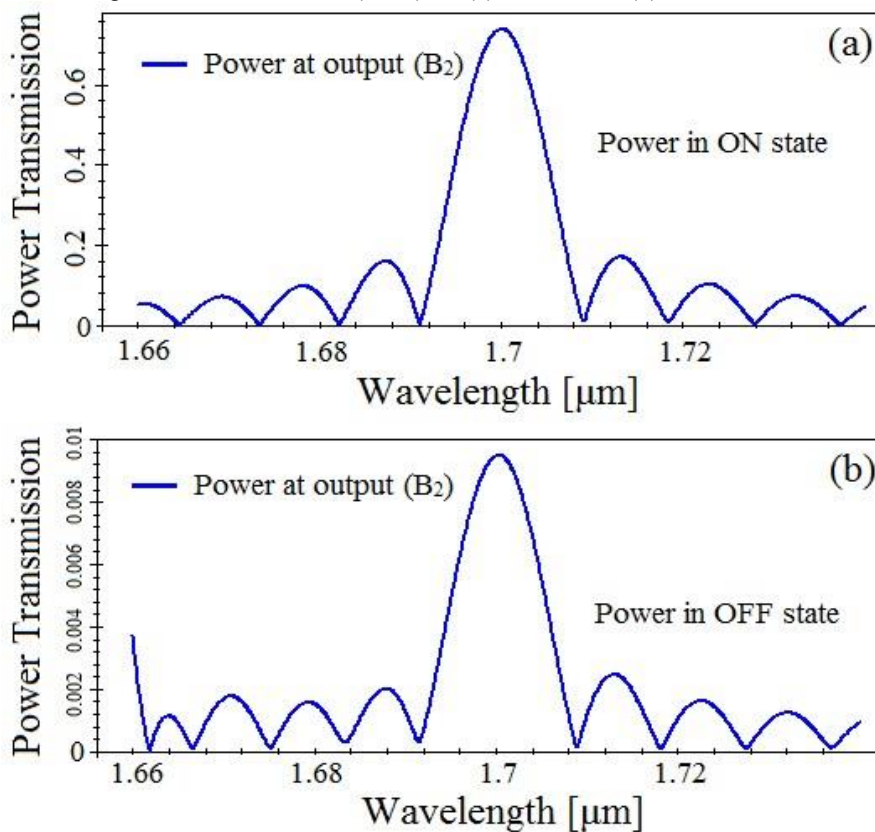 (a)
Power at output (B₂)
Power in ON state
Power Transmission
0.6
0.4
0.2
0
1.66
1.68
1.7
1.72
Wavelength [μm]
(b)
Power at output (B₂)
Power in OFF state
Power Transmission
0.01
0.008
0.006
0.004
0.002
0
1.66
1.68
1.7
1.72
Wavelength [μm]